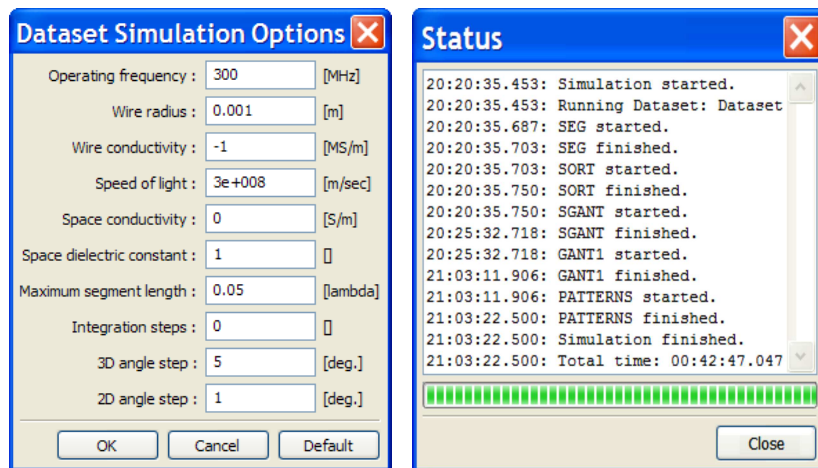 Dataset Simulation Options
Operating frequency : 300 [MHz]
Wire radius : 0.001 [m]
Wire conductivity : -1 [MS/m]
Speed of light : 3e+008 [m/sec]
Space conductivity : 0 [S/m]
Space dielectric constant : 1 []
Maximum segment length : 0.05 [lambda]
Integration steps : 0 []
3D angle step : 5 [deg.]
2D angle step : 1 [deg.]
OK Cancel Default
Status
20:20:35.453: Simulation started.
20:20:35.453: Running Dataset: Dataset
20:20:35.687: SEG started.
20:20:35.703: SEG finished.
20:20:35.703: SORT started.
20:20:35.750: SORT finished.
20:20:35.750: SGANT started.
20:25:32.718: SGANT finished.
20:25:32.718: GANT1 started.
21:03:11.906: GANT1 finished.
21:03:11.906: PATTERNS started.
21:03:22.500: PATTERNS finished.
21:03:22.500: Simulation finished.
21:03:22.500: Total time: 00:42:47.047
Close